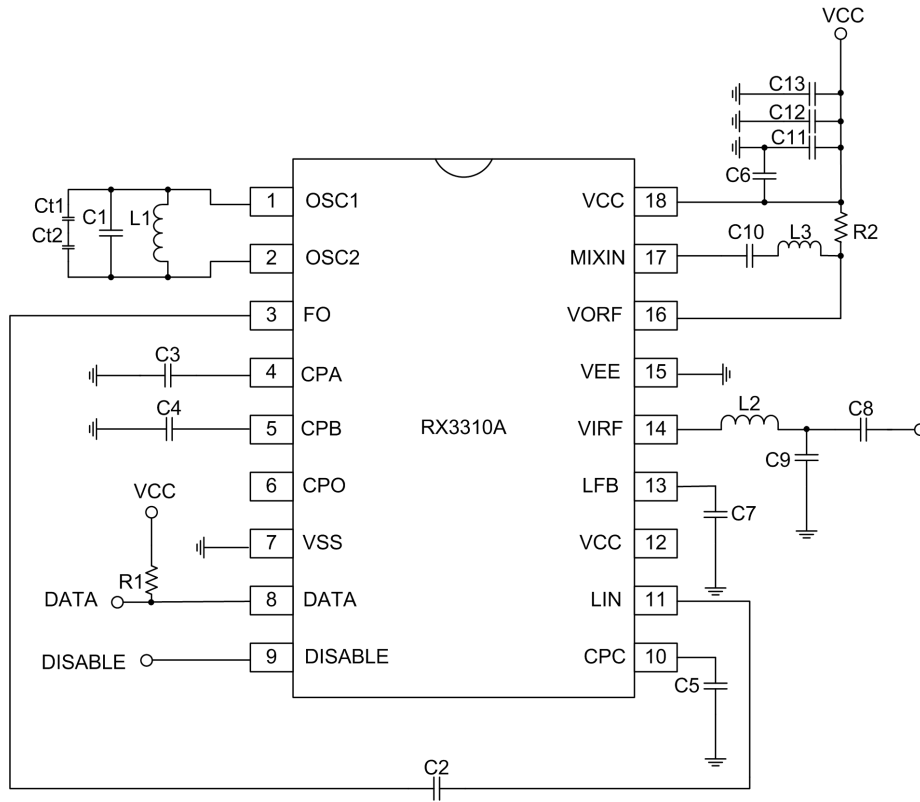 VCC
C13
C12
C11
C6
Ct1 C1 L1 1 OSC1 VCC 18
R2
Ct2
C10 L3
2 OSC2 MIXIN 17
3 FO VORF 16
C3
4 CPA VEE 15
C4 L2 C8
5 CPB RX3310A VIRF 14
C9
6 CPO LFB 13
VCC C7
7 VSS VCC 12
R1
DATA 8 DATA LIN 11
DISABLE 9 DISABLE CPC 10
C5
C2